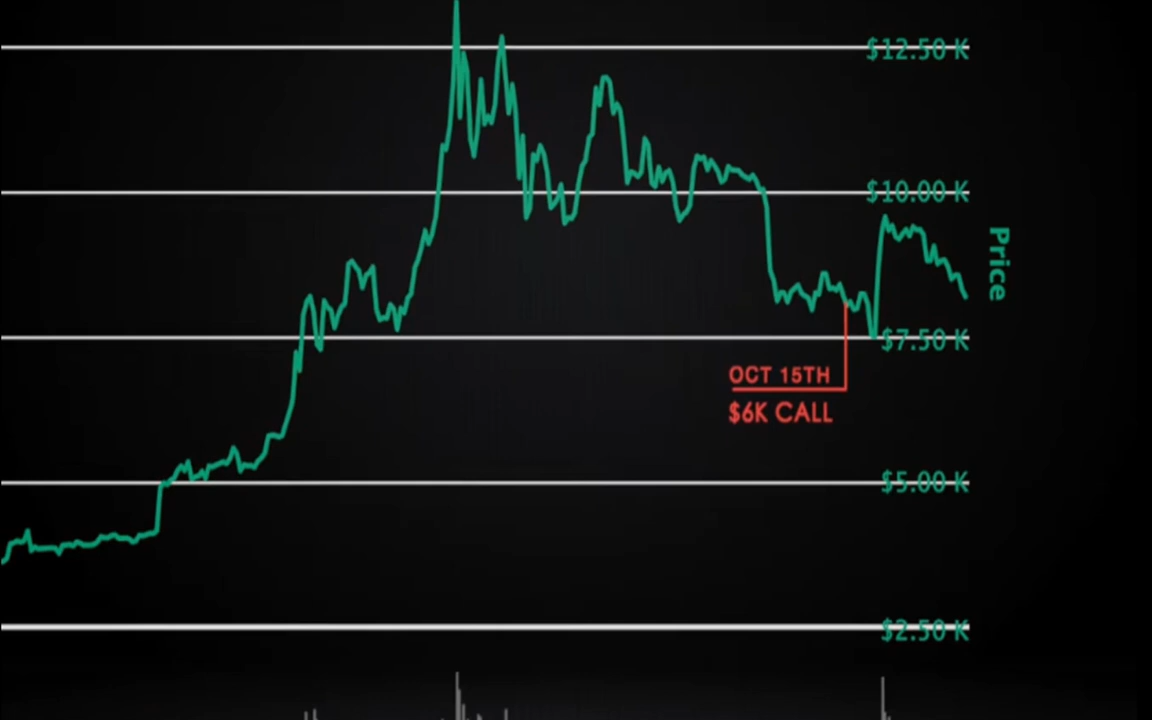 $12.50 K
$10.00 K
Price
$7.50 K
OCT 15TH
$6K CALL
$5.00 K
$2.50 K